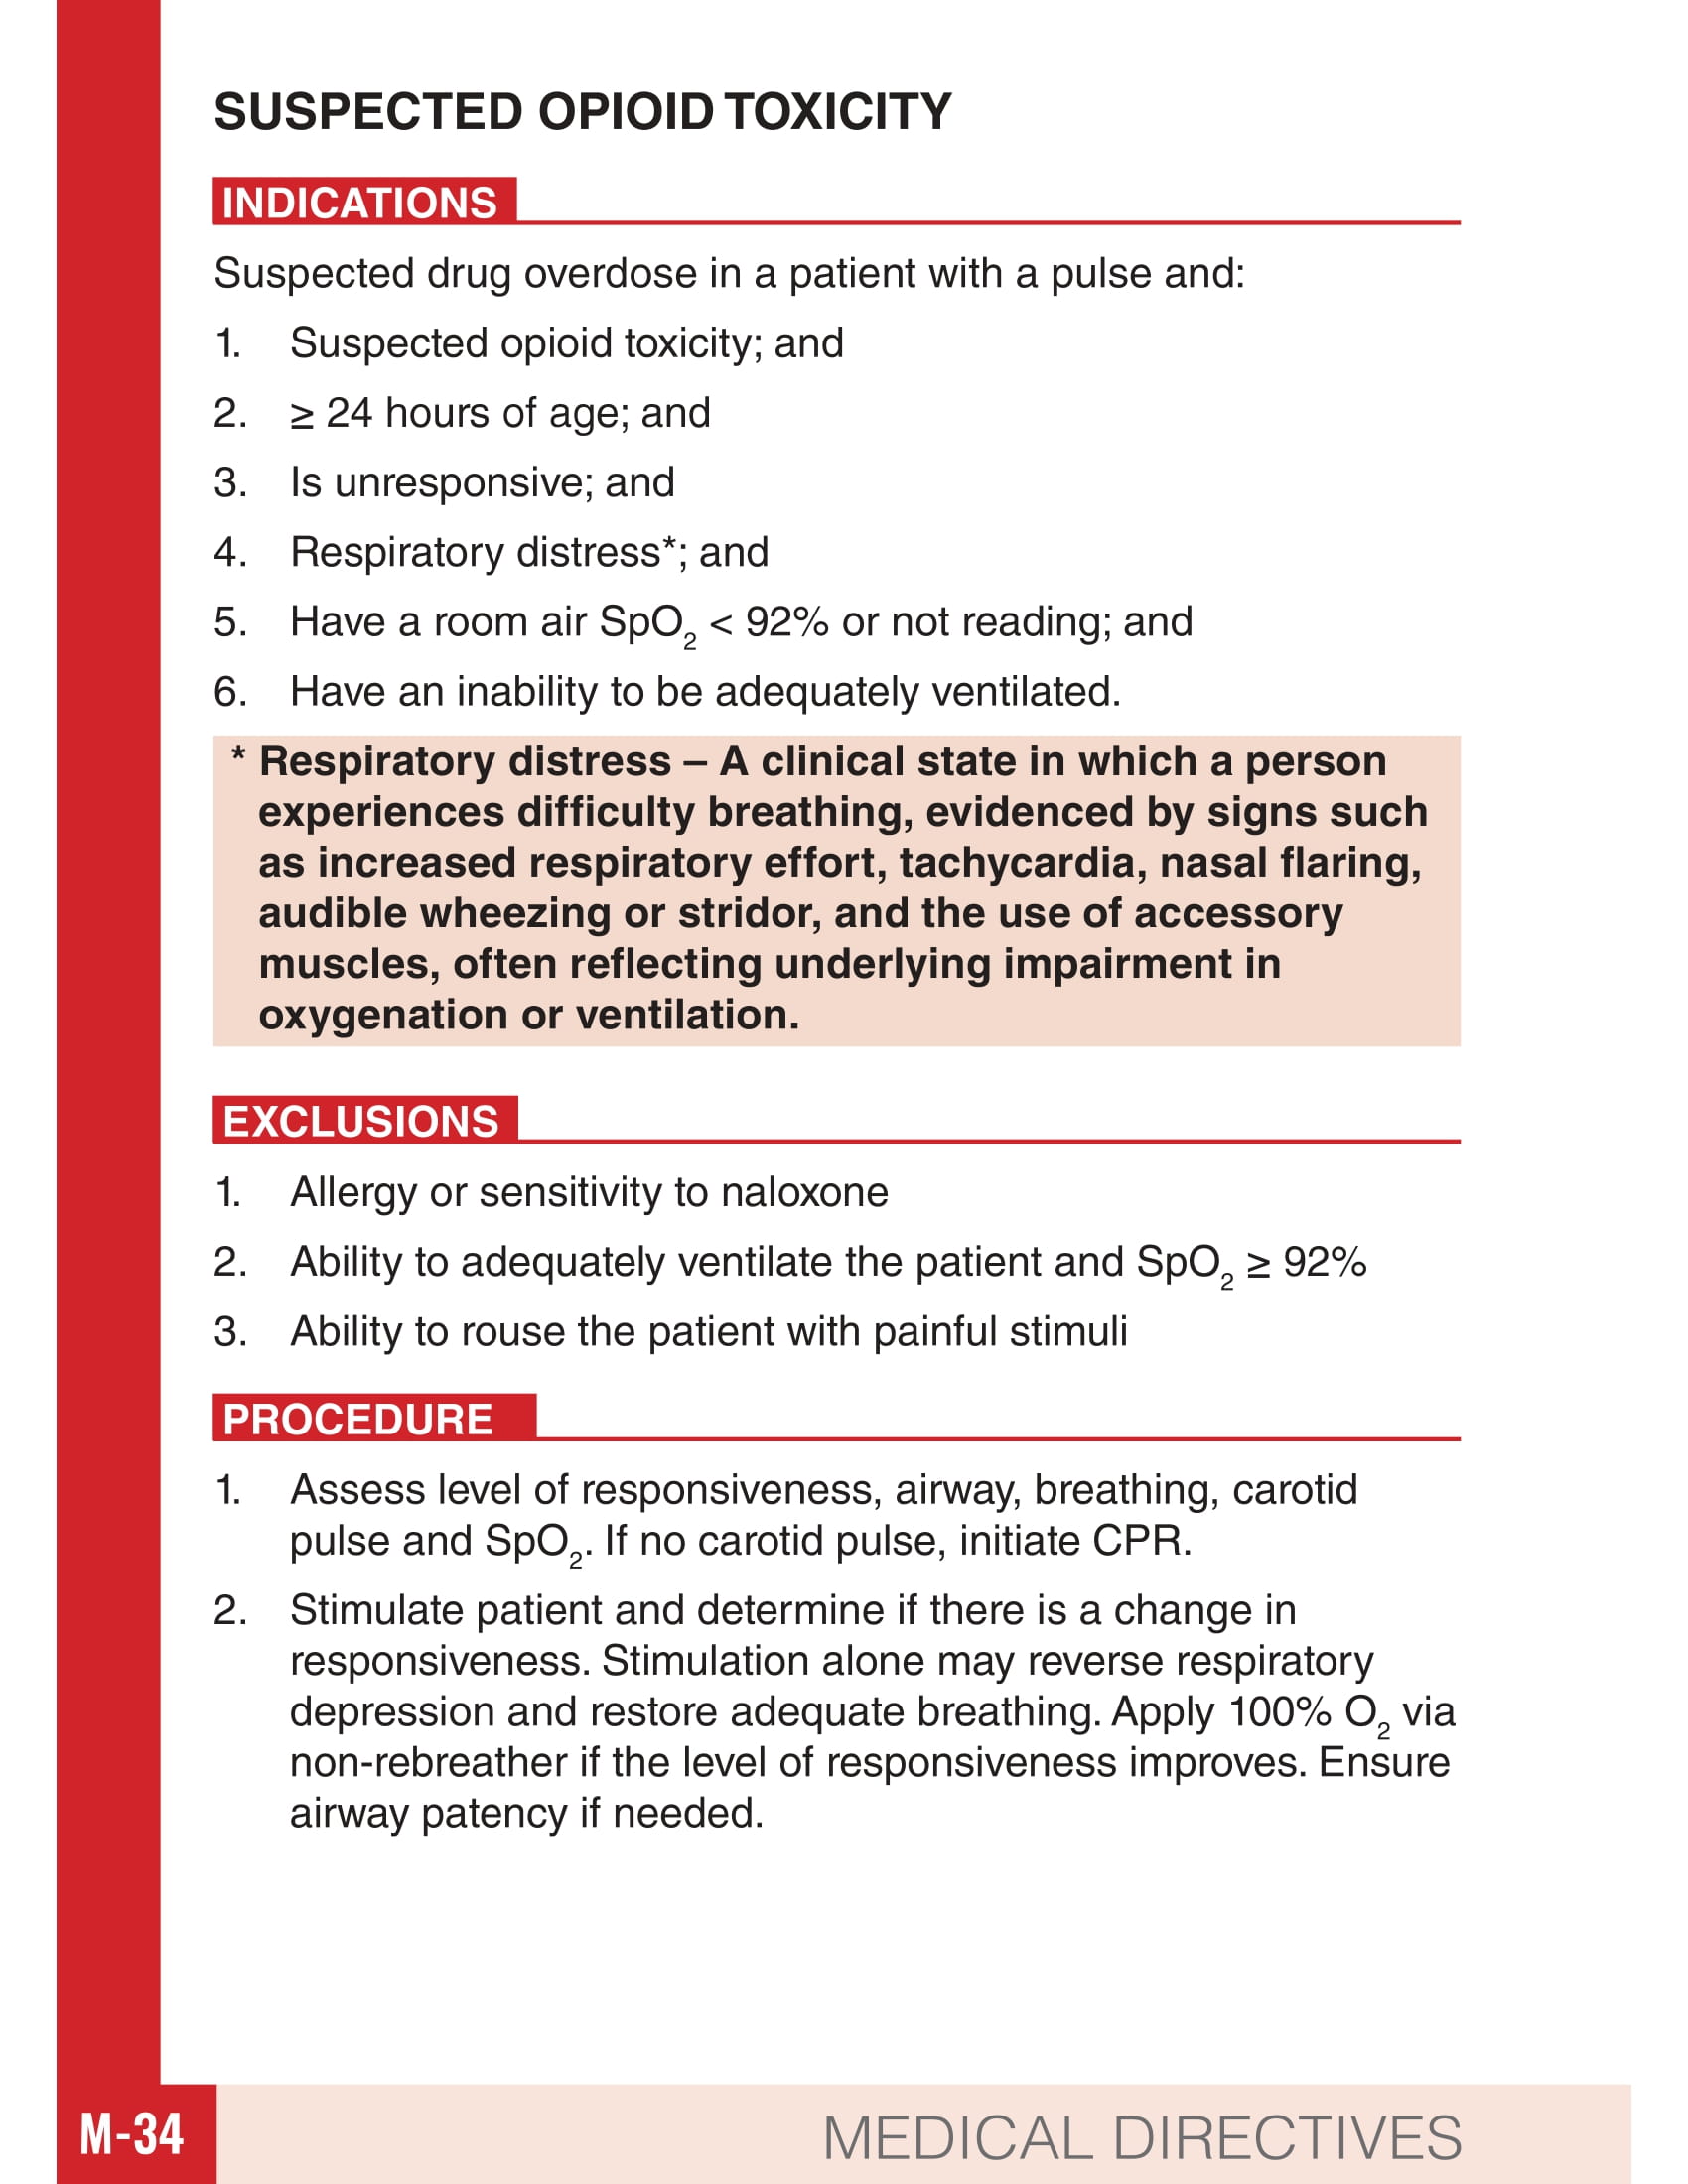 SUSPECTED OPIOID TOXICITY
INDICATIONS
Suspected drug overdose in a patient with a pulse and:
1. Suspected opioid toxicity; and
2. ≥ 24 hours of age; and
3. Is unresponsive; and
4. Respiratory distress*; and
5. Have a room air SpO₂ < 92% or not reading; and
6. Have an inability to be adequately ventilated.
* Respiratory distress – A clinical state in which a person
experiences difficulty breathing, evidenced by signs such
as increased respiratory effort, tachycardia, nasal flaring,
audible wheezing or stridor, and the use of accessory
muscles, often reflecting underlying impairment in
oxygenation or ventilation.
EXCLUSIONS
1. Allergy or sensitivity to naloxone
2. Ability to adequately ventilate the patient and SpO₂ ≥ 92%
3. Ability to rouse the patient with painful stimuli
PROCEDURE
1. Assess level of responsiveness, airway, breathing, carotid
pulse and SpO₂. If no carotid pulse, initiate CPR.
2. Stimulate patient and determine if there is a change in
responsiveness. Stimulation alone may reverse respiratory
depression and restore adequate breathing. Apply 100% O₂ via
non-rebreather if the level of responsiveness improves. Ensure
airway patency if needed.
M-34
MEDICAL DIRECTIVES